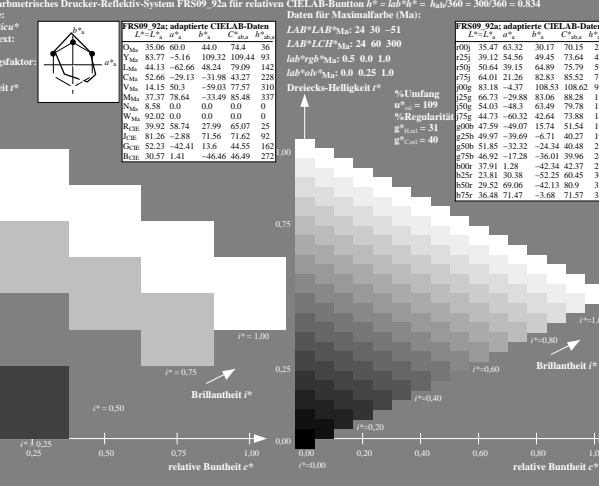 arbmetrisches Drucker-Reflektiv-System FRS09_92a für relativen CIELAB-Buntton h* = lab*h* = h_ab/360 = 300/360 = 0.834
FRS09_92a; adaptierte CIELAB-Daten
L*=L*a a*a b*a C*ab,a h*ab,a
OMa 35.06 60.0 44.0 74.4 36
YMa 83.77 -5.16 109.32 109.44 93
LMa 44.13 -62.66 48.24 79.09 142
CMa 52.66 -29.13 -31.98 43.27 228
VMa 14.15 50.3 -59.03 77.57 310
MMa 37.37 78.64 -33.49 85.48 337
NMa 8.58 0.0 0.0 0 0
WMa 92.02 0.0 0.0 0 0
RCIE 39.92 58.74 27.99 65.07 25
JCIE 81.26 -2.88 71.56 71.62 92
GCIE 52.23 -42.41 13.6 44.55 162
BCIE 30.57 1.41 -46.46 46.49 272
b*a
a*a
gsfaktor:
Daten für Maximalfarbe (Ma):
LAB*LAB*Ma: 24 30 -51
LAB*LCH*Ma: 24 60 300
lab*rgb*Ma: 0.5 0.0 1.0
lab*olv*Ma: 0.0 0.25 1.0
Dreiecks-Helligkeit t*
%Umfang
u*rel = 109
%Regularität
g*H,rel = 31
g*C,rel = 40
FRS09_92a; adaptierte CIELAB-Daten
L*=L*a a*a b*a C*ab,a
r00j 35.47 63.32 30.17 70.15
r25j 39.12 54.56 49.45 73.64
r50j 50.64 39.15 64.89 75.79
r75j 64.01 21.26 82.83 85.52
j00g 83.18 -4.37 108.53 108.62
j25g 66.73 -29.88 83.06 88.28
j50g 54.03 -48.3 63.49 79.78
j75g 44.73 -60.32 42.64 73.88
g00b 47.59 -49.07 15.74 51.54
g25b 49.97 -39.69 -6.71 40.27
g50b 51.85 -32.32 -24.34 40.48
g75b 46.92 -17.28 -36.01 39.96
b00r 37.91 1.28 -42.34 42.37
b25r 23.81 30.38 -52.25 60.45
b50r 29.52 69.06 -42.13 80.9
b75r 36.48 71.47 -3.68 71.57
i* = 1,00
i* = 0,75
Brillantheit i*
i* = 0,50
i* = 0,25
0,25 0,50 0,75 1,00
relative Buntheit c*
1,00
0,75
0,25
0,00
i*=0,80
i*=0,60
i*=0,40
i*=0,20
i*=0,00
Brillantheit i*
0,00 0,20 0,40 0,60 0,80
relative Buntheit c*